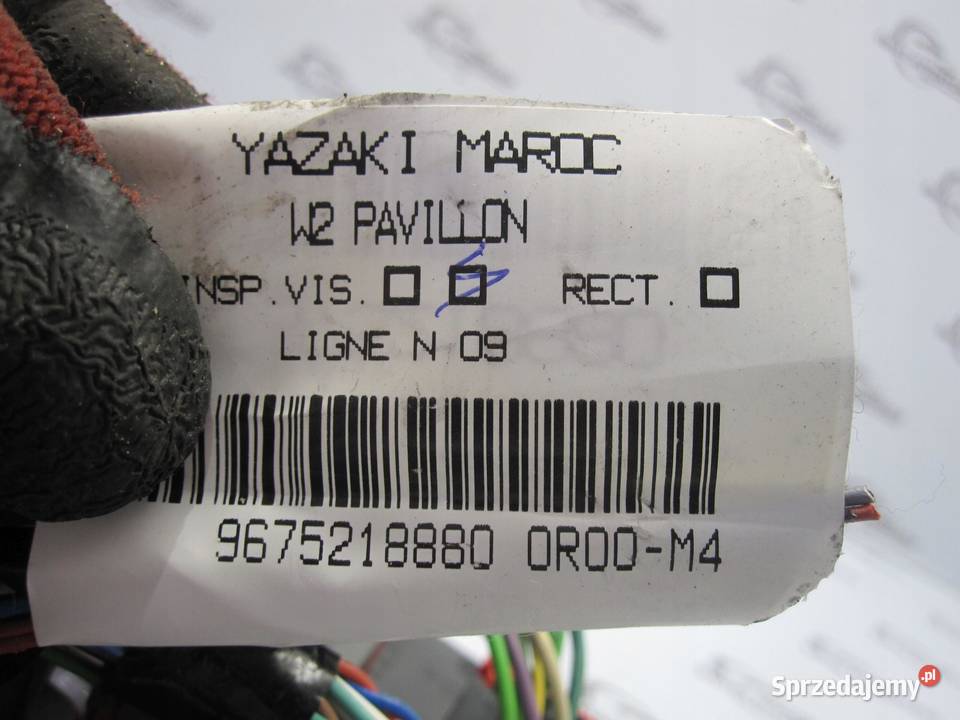 YAZAKI MAROC
W2 PAVILLON
INSP.VIS. RECT.
LIGNE N 09
9675218880 0R00-M4
Sprzedajemy.pl